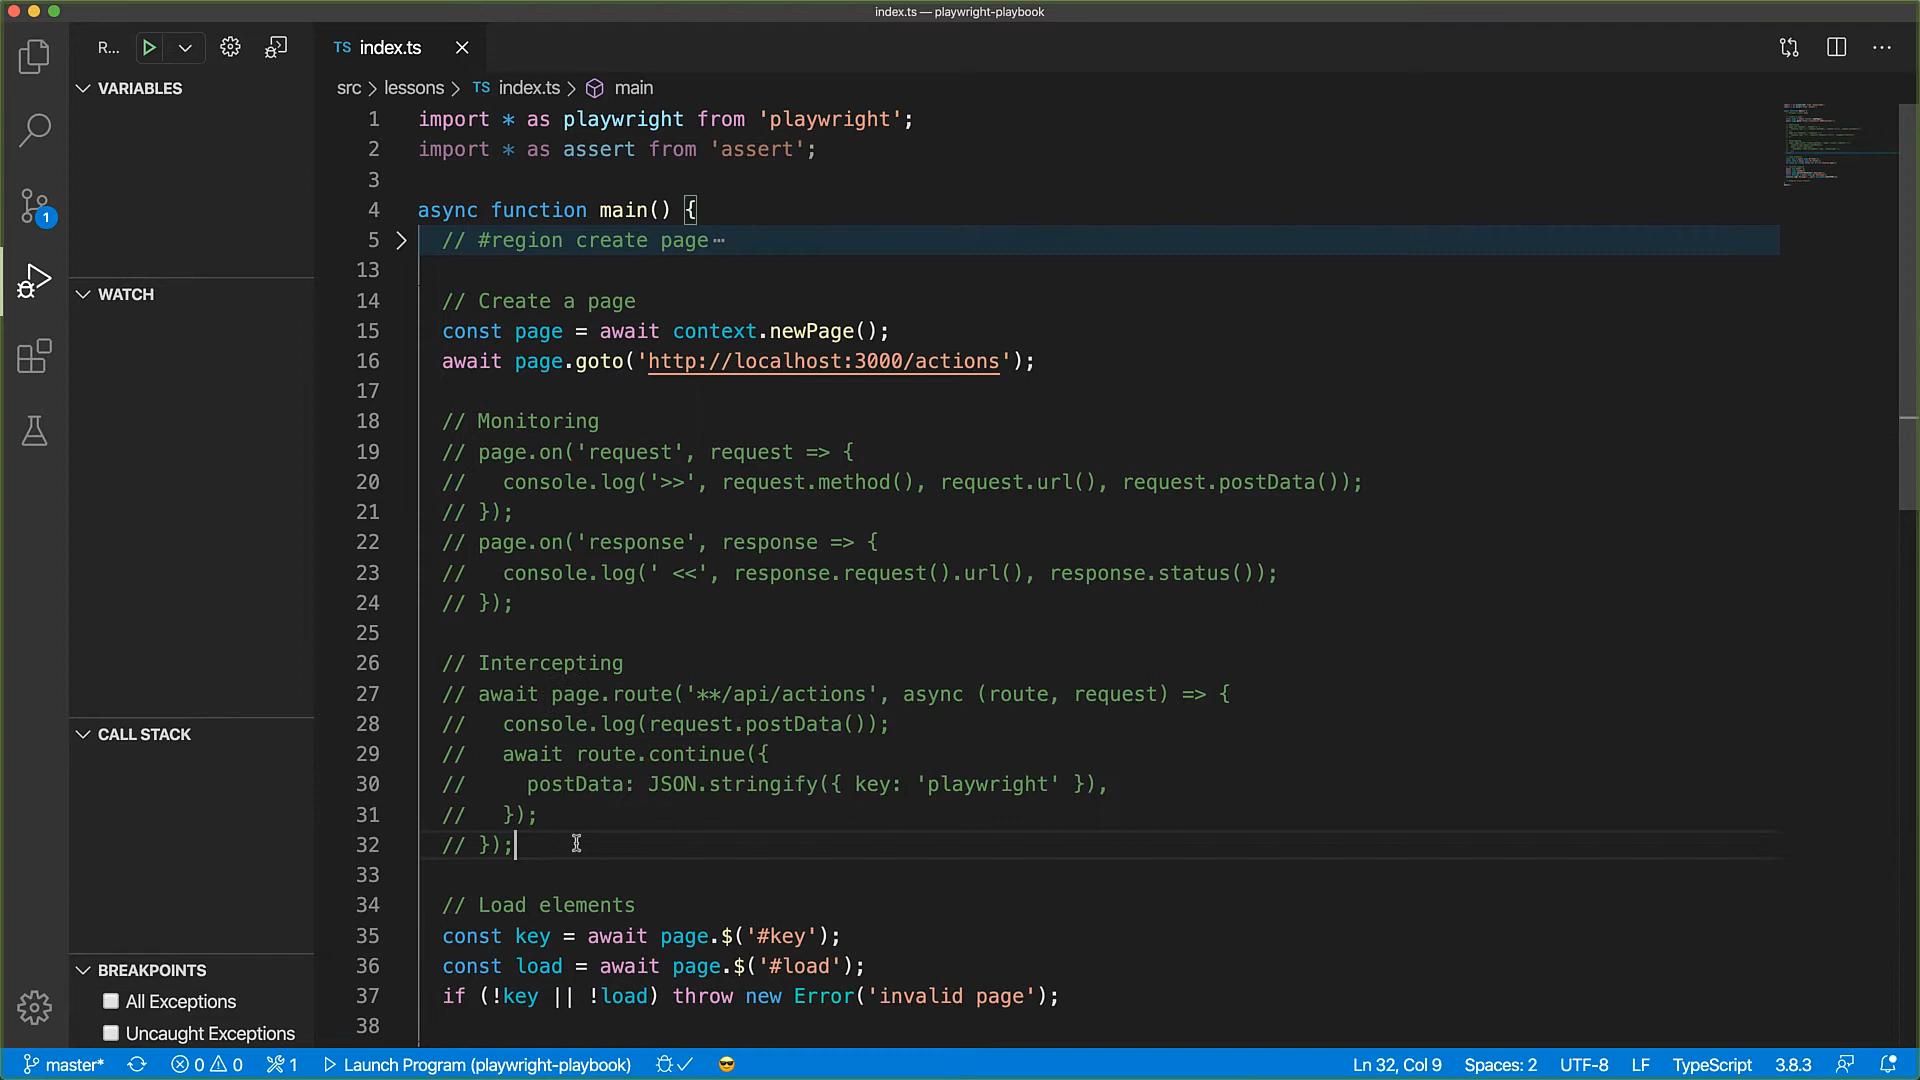 index.ts — playwright-playbook
R...
TS index.ts
VARIABLES
WATCH
CALL STACK
BREAKPOINTS
All Exceptions
Uncaught Exceptions
1
src > lessons > TS index.ts > main
1 import * as playwright from 'playwright';
2 import * as assert from 'assert';
3
4 async function main() {
5 // #region create page ···
13
14 // Create a page
15 const page = await context.newPage();
16 await page.goto('http://localhost:3000/actions');
17
18 // Monitoring
19 // page.on('request', request => {
20 //   console.log('>>', request.method(), request.url(), request.postData());
21 // });
22 // page.on('response', response => {
23 //   console.log(' <<', response.request().url(), response.status());
24 // });
25
26 // Intercepting
27 // await page.route('**/api/actions', async (route, request) => {
28 //   console.log(request.postData());
29 //   await route.continue({
30 //     postData: JSON.stringify({ key: 'playwright' }),
31 //   });
32 // });
33
34 // Load elements
35 const key = await page.$('#key');
36 const load = await page.$('#load');
37 if (!key || !load) throw new Error('invalid page');
38
master* 0 0 1 Launch Program (playwright-playbook) Ln 32, Col 9 Spaces: 2 UTF-8 LF TypeScript 3.8.3